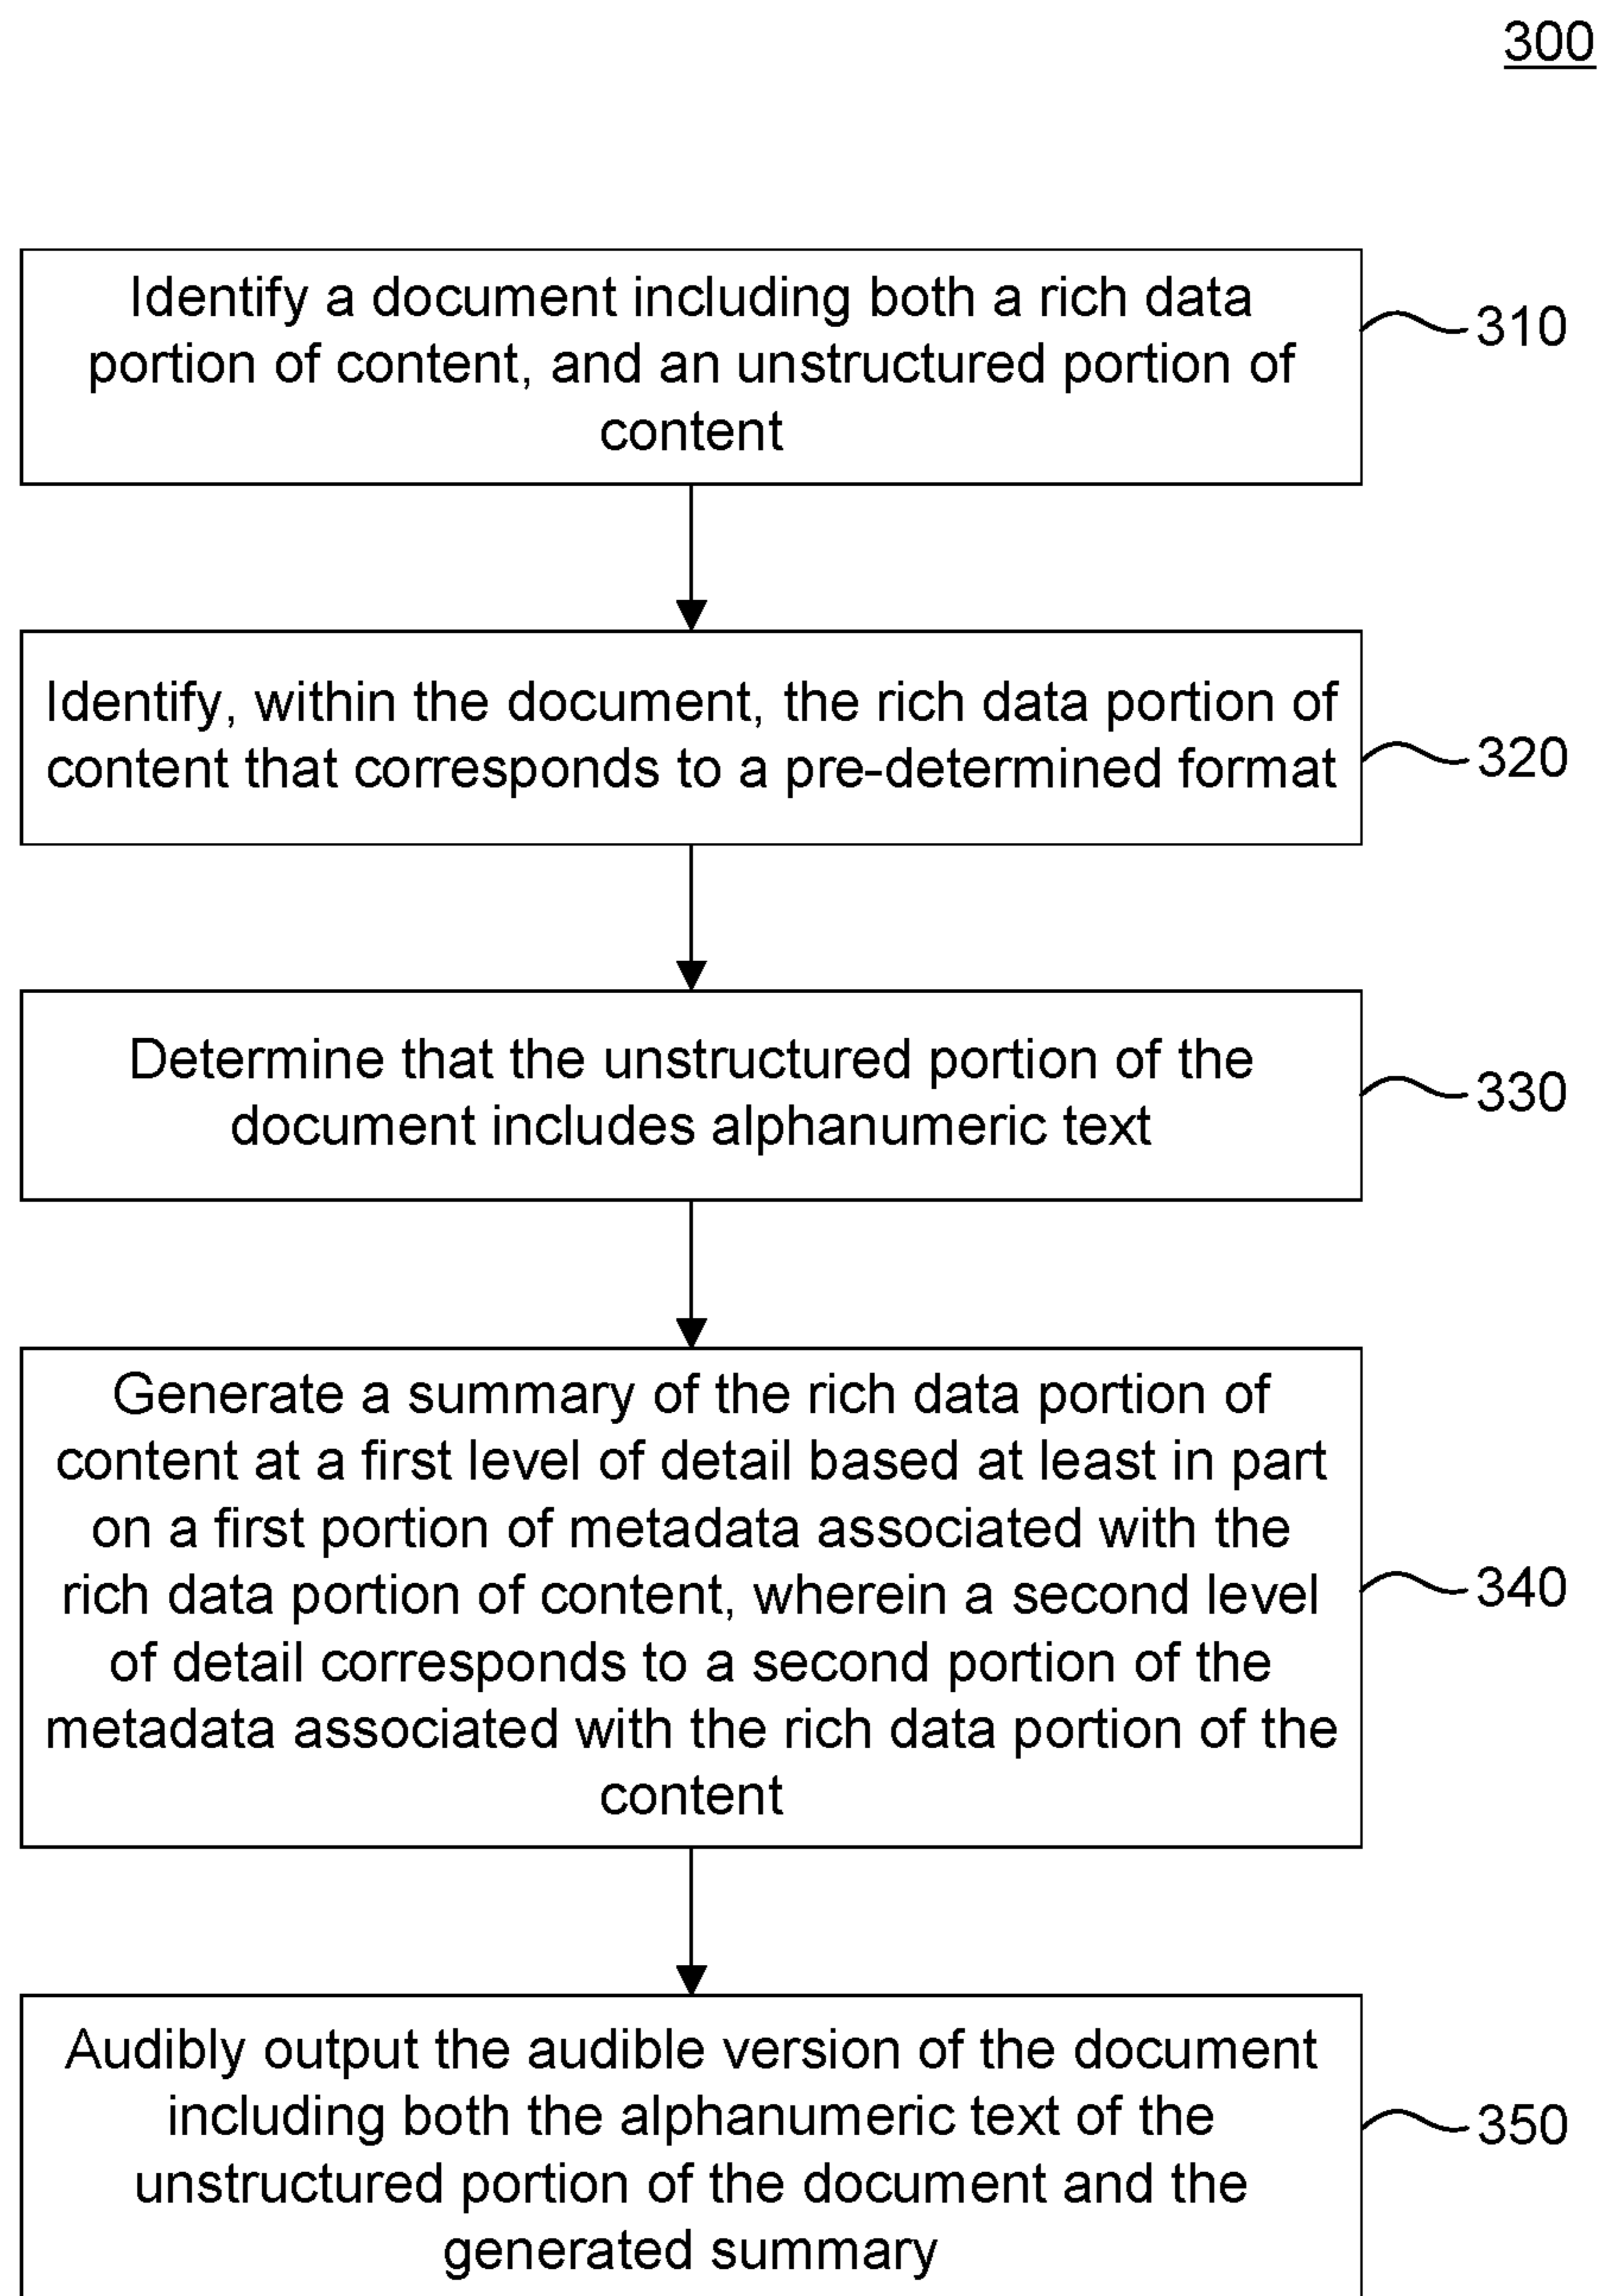 300
Identify a document including both a rich data
portion of content, and an unstructured portion of
content
310
Identify, within the document, the rich data portion of
content that corresponds to a pre-determined format
320
Determine that the unstructured portion of the
document includes alphanumeric text
330
Generate a summary of the rich data portion of
content at a first level of detail based at least in part
on a first portion of metadata associated with the
rich data portion of content, wherein a second level
of detail corresponds to a second portion of the
metadata associated with the rich data portion of the
content
340
Audibly output the audible version of the document
including both the alphanumeric text of the
unstructured portion of the document and the
generated summary
350